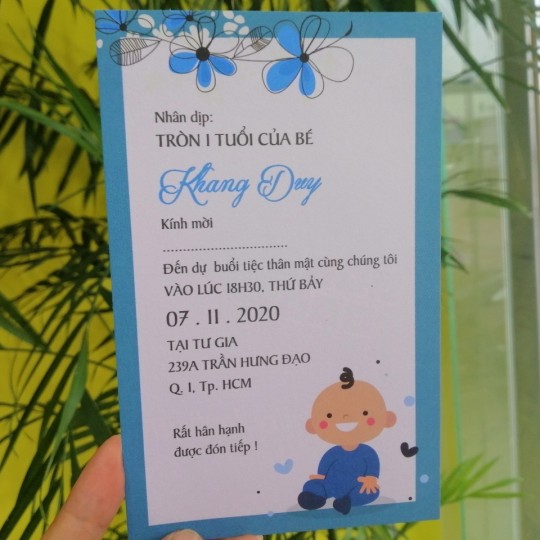 Nhân dịp:
TRÒN 1 TUỔI CỦA BÉ
Khang Duy
Kính mời
................................
Đến dự buổi tiệc thân mật cùng chúng tôi
VÀO LÚC 18H30, THỨ BẢY
07 . 11 . 2020
TẠI TƯ GIA
239A TRẦN HƯNG ĐẠO
Q. 1, Tp. HCM
Rất hân hạnh
được đón tiếp !